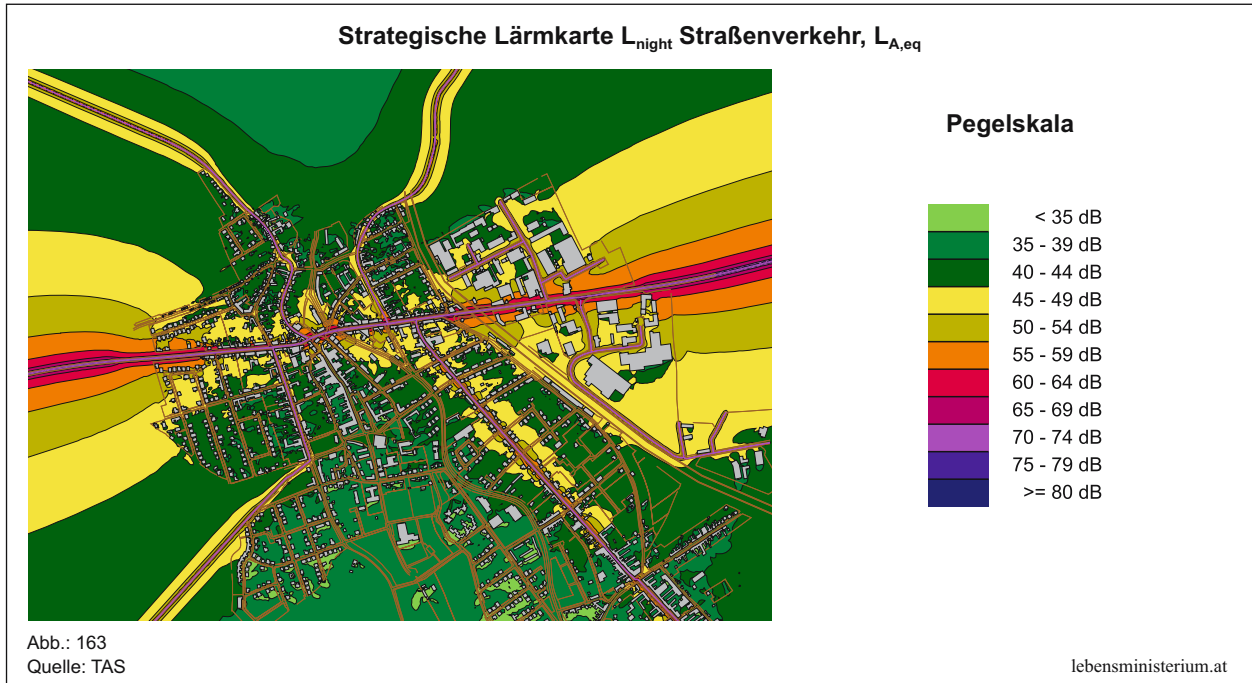 Strategische Lärmkarte Lnight Straßenverkehr, LA,eq
Pegelskala
< 35 dB
35 - 39 dB
40 - 44 dB
45 - 49 dB
50 - 54 dB
55 - 59 dB
60 - 64 dB
65 - 69 dB
70 - 74 dB
75 - 79 dB
>= 80 dB
Abb.: 163
Quelle: TAS
lebensministerium.at